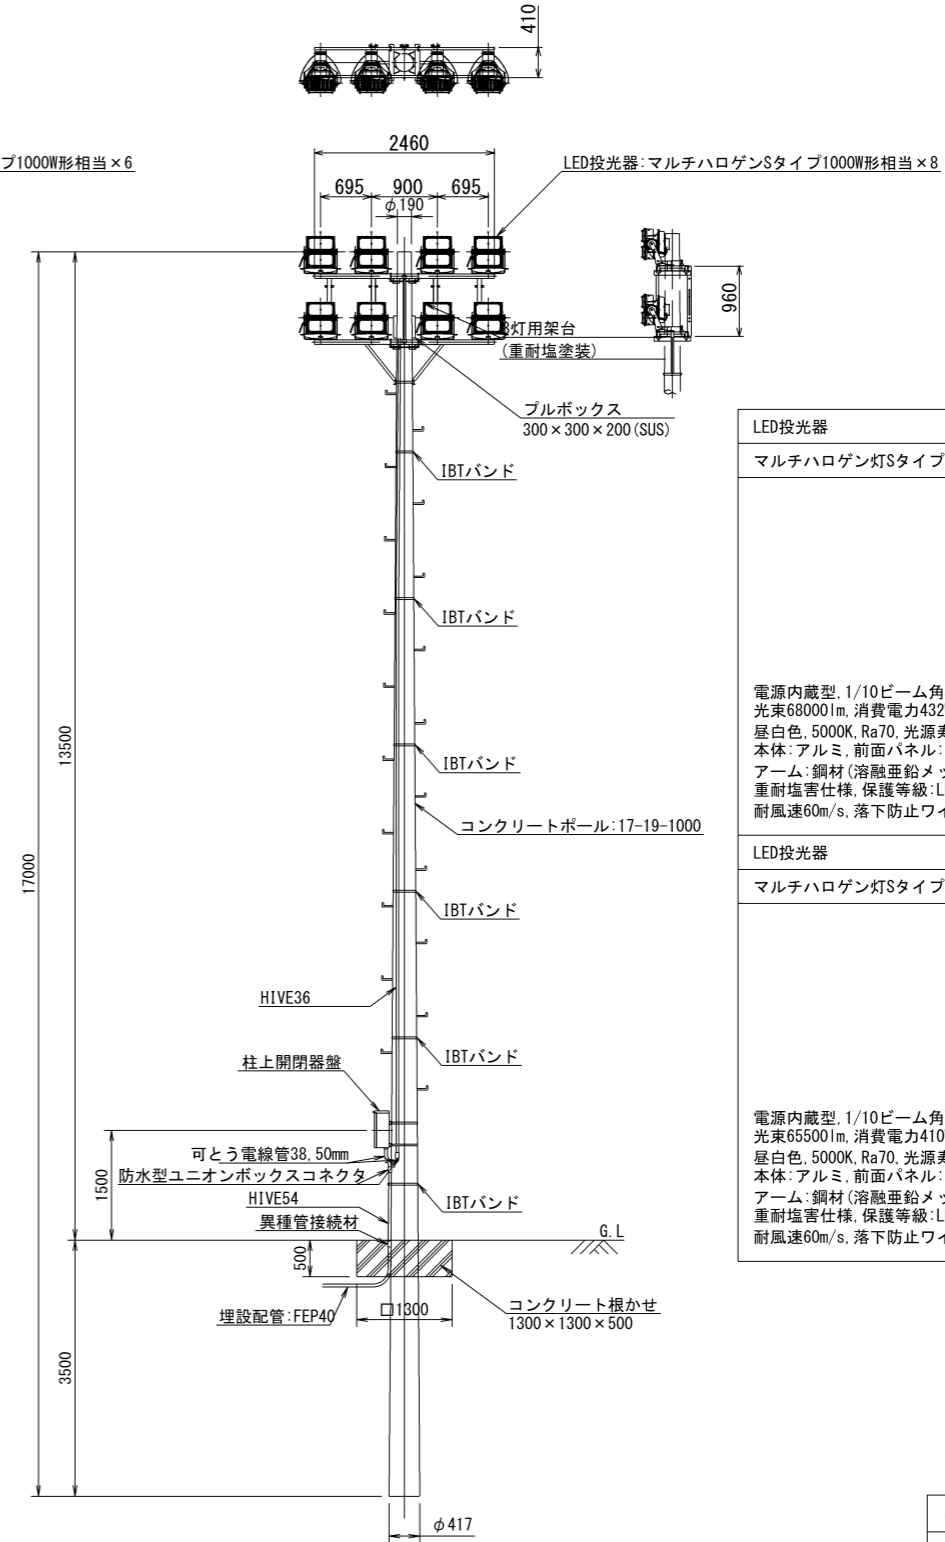 410
プ1000W形相当×6
2460
LED投光器:マルチハロゲンSタイプ1000W形相当×8
695
900
695
φ190
960
8灯用架台
(重耐塩塗装)
プルボックス
300×300×200(SUS)
LED投光器
マルチハロゲン灯Sタイプ
IBTバンド
IBTバンド
電源内蔵型,1/10ビーム角
光束68000lm,消費電力432
昼白色,5000K,Ra70,光源寿
本体:アルミ,前面パネル:
アーム:鋼材(溶融亜鉛メッ
重耐塩害仕様,保護等級:L
耐風速60m/s,落下防止ワイ
13500
IBTバンド
コンクリートポール:17-19-1000
17000
LED投光器
マルチハロゲン灯Sタイプ
IBTバンド
HIVE36
IBTバンド
柱上開閉器盤
電源内蔵型,1/10ビーム角
光束65500lm,消費電力410
昼白色,5000K,Ra70,光源寿
本体:アルミ,前面パネル:
アーム:鋼材(溶融亜鉛メッ
重耐塩害仕様,保護等級:L
耐風速60m/s,落下防止ワイ
可とう電線管38,50mm
防水型ユニオンボックスコネクタ
1500
HIVE54
IBTバンド
異種管接続材
G.L
500
埋設配管:FEP40
□1300
コンクリート根かせ
1300×1300×500
3500
φ417